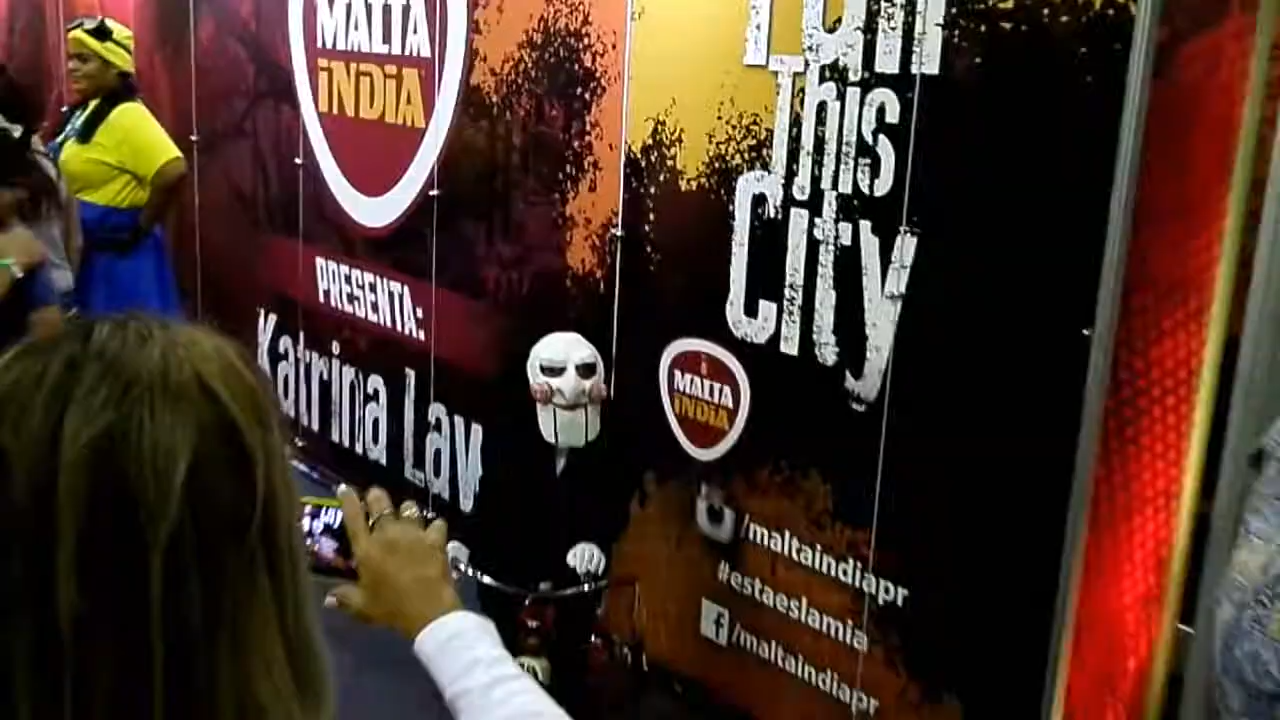 MALTA
iNDiA
PRESENTA:
Katrina Lav
This
City
MALTA
iNDiA
/maltaindiapr
#estaeslamia
/maltaindiapr